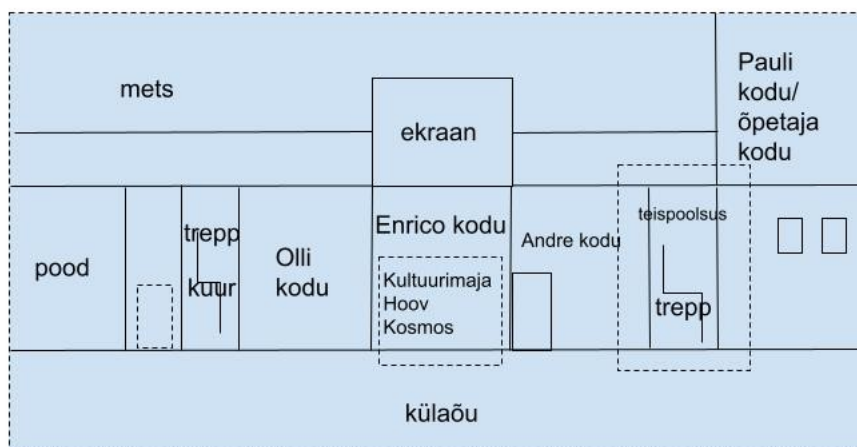 mets
ekraan
Pauli
kodu/
õpetaja
kodu
pood
trepp
kuur
Olli
kodu
Enrico kodu
Kultuurimaja
Hoov
Kosmos
Andre kodu
teispoolsus
trepp
külaõu